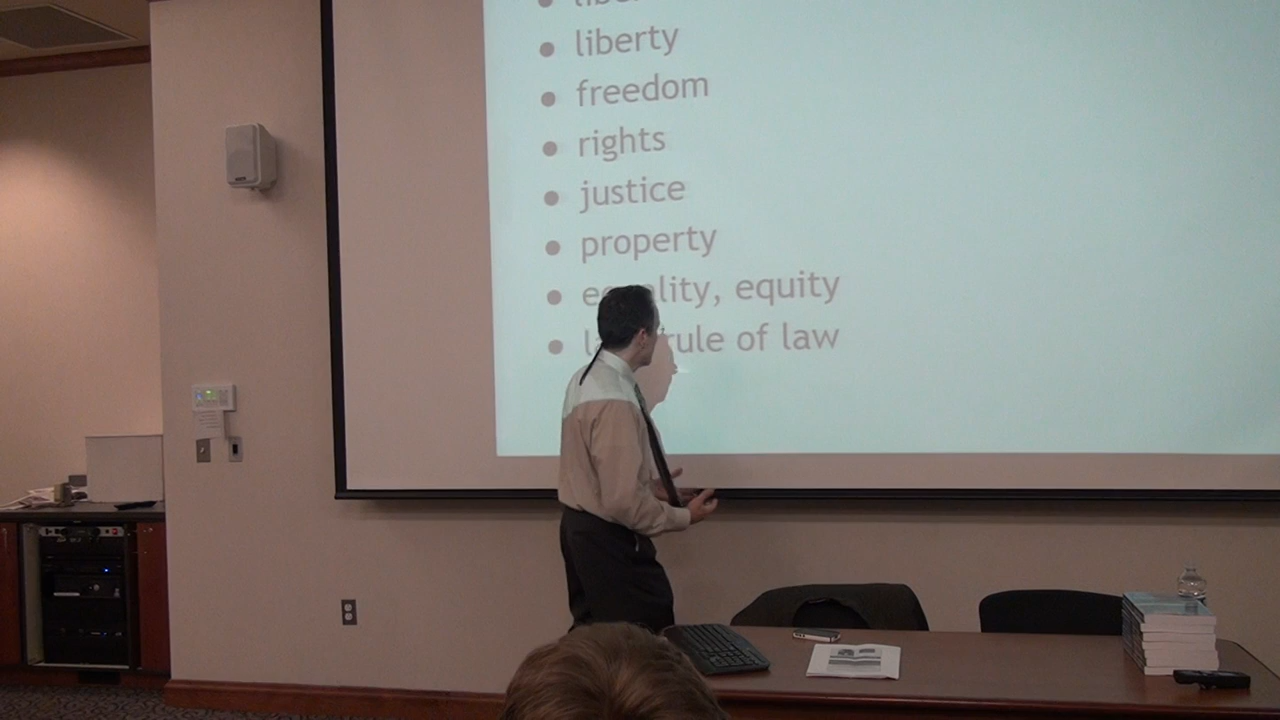 • liberty
• freedom
• rights
• justice
• property
• equality, equity
• rule of law